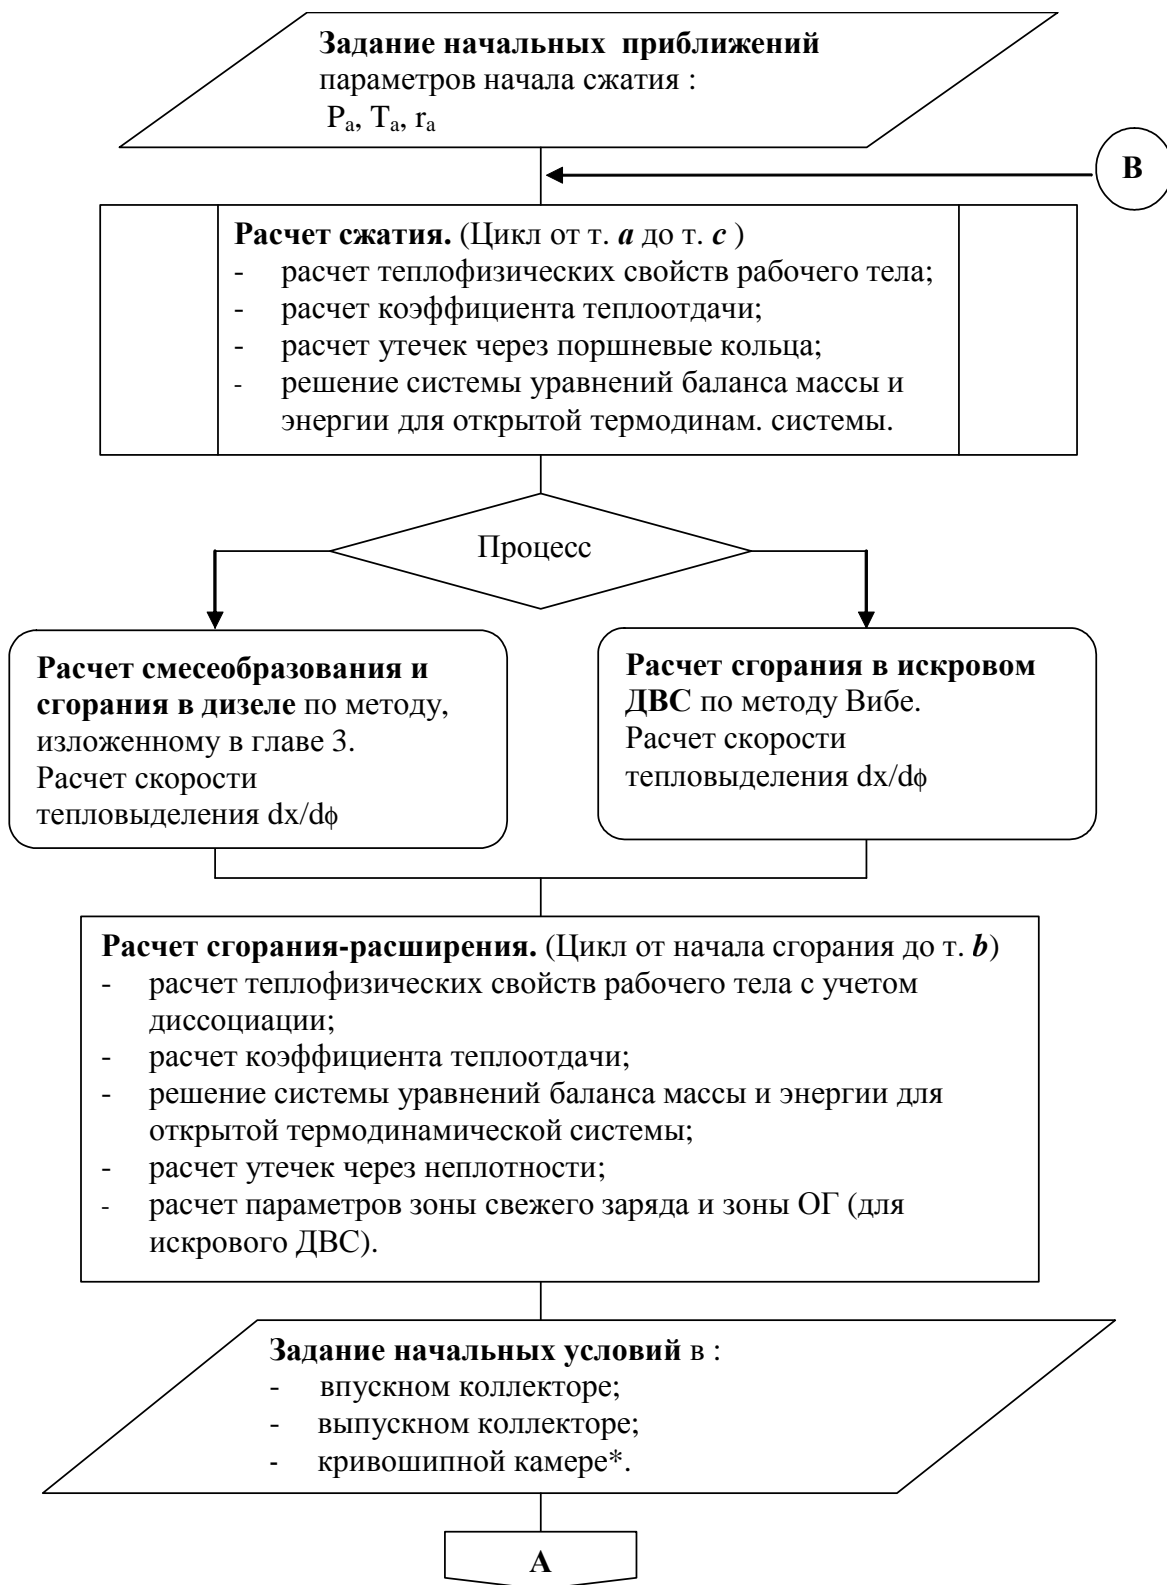 Задание начальных приближений
параметров начала сжатия :
Pa, Ta, ra
B
Расчет сжатия. (Цикл от т. a до т. c )
- расчет теплофизических свойств рабочего тела;
- расчет коэффициента теплоотдачи;
- расчет утечек через поршневые кольца;
- решение системы уравнений баланса массы и
энергии для открытой термодинам. системы.
Процесс
Расчет смесеобразования и
сгорания в дизеле по методу,
изложенному в главе 3.
Расчет скорости
тепловыделения dx/dϕ
Расчет сгорания в искровом
ДВС по методу Вибе.
Расчет скорости
тепловыделения dx/dϕ
Расчет сгорания-расширения. (Цикл от начала сгорания до т. b)
- расчет теплофизических свойств рабочего тела с учетом
диссоциации;
- расчет коэффициента теплоотдачи;
- решение системы уравнений баланса массы и энергии для
открытой термодинамической системы;
- расчет утечек через неплотности;
- расчет параметров зоны свежего заряда и зоны ОГ (для
искрового ДВС).
Задание начальных условий в :
- впускном коллекторе;
- выпускном коллекторе;
- кривошипной камере*.
A